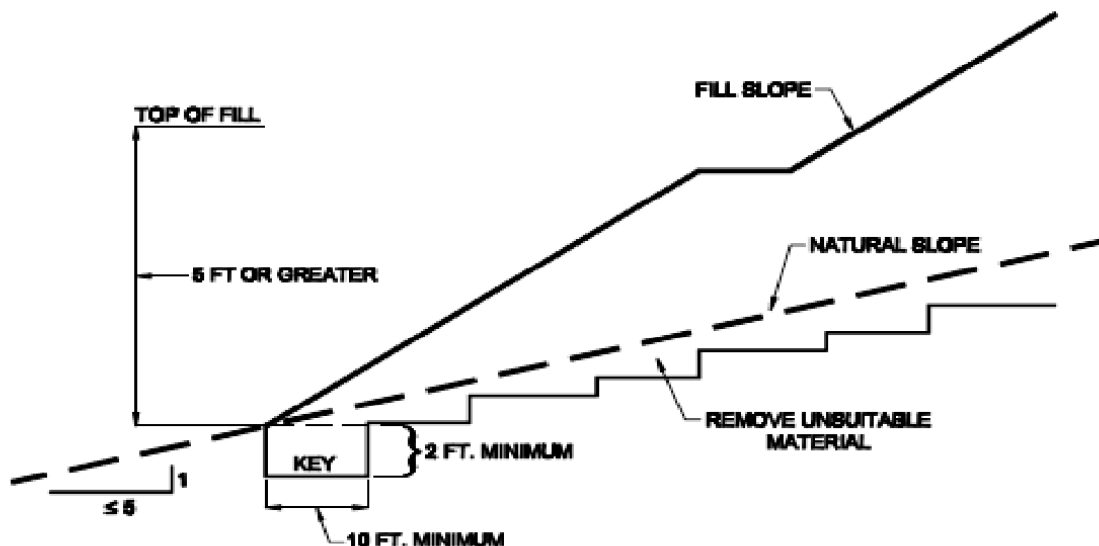 FILL SLOPE
TOP OF FILL
NATURAL SLOPE
5 FT OR GREATER
REMOVE UNSUITABLE
MATERIAL
2 FT. MINIMUM
KEY
1
≤ 5
10 FT. MINIMUM